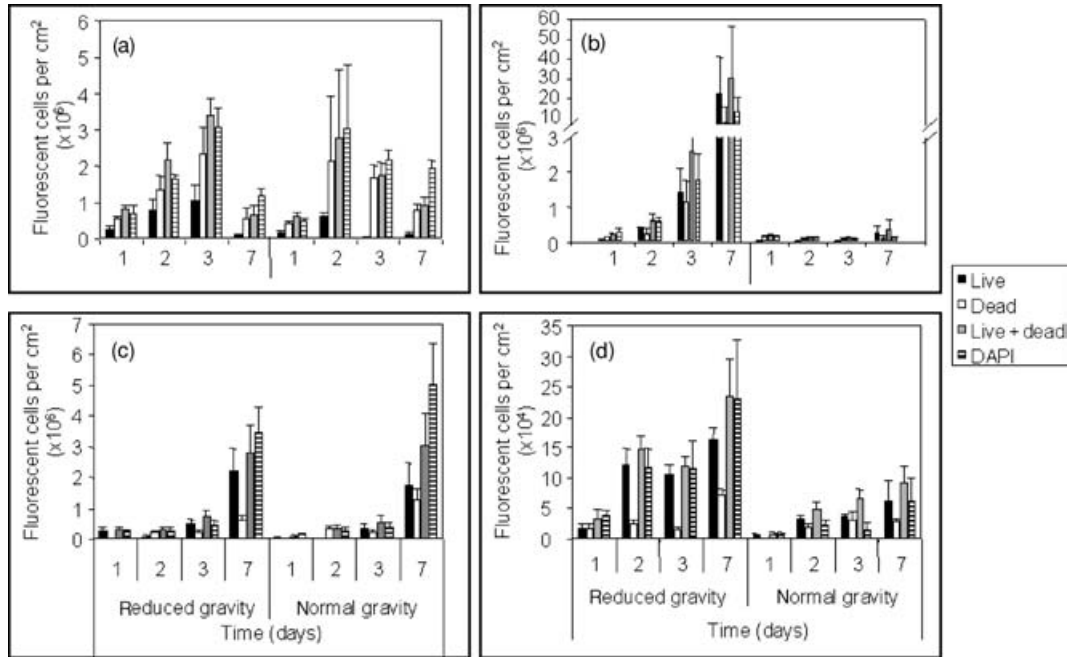 (a)
Fluorescent cells per cm²
(x10⁶)
6
5
4
3
2
1
0
1 2 3 7 1 2 3 7
(b)
Fluorescent cells per cm²
(x10⁶)
60
50
40
30
20
10
3
2
1
0
1 2 3 7 1 2 3 7
Live
Dead
Live + dead
DAPI
(c)
Fluorescent cells per cm²
(x10⁶)
7
6
5
4
3
2
1
0
1 2 3 7 1 2 3 7
Reduced gravity Normal gravity
Time (days)
(d)
Fluorescent cells per cm²
(x10⁴)
35
30
25
20
15
10
5
0
1 2 3 7 1 2 3 7
Reduced gravity Normal gravity
Time (days)